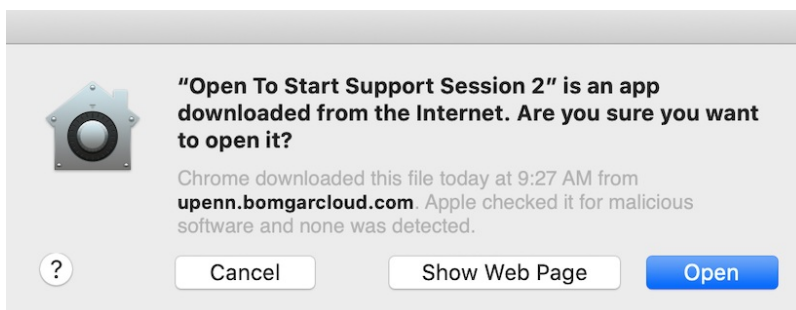 “Open To Start Support Session 2” is an app
downloaded from the Internet. Are you sure you want
to open it?
Chrome downloaded this file today at 9:27 AM from
upenn.bomgarcloud.com. Apple checked it for malicious
software and none was detected.
? Cancel Show Web Page Open